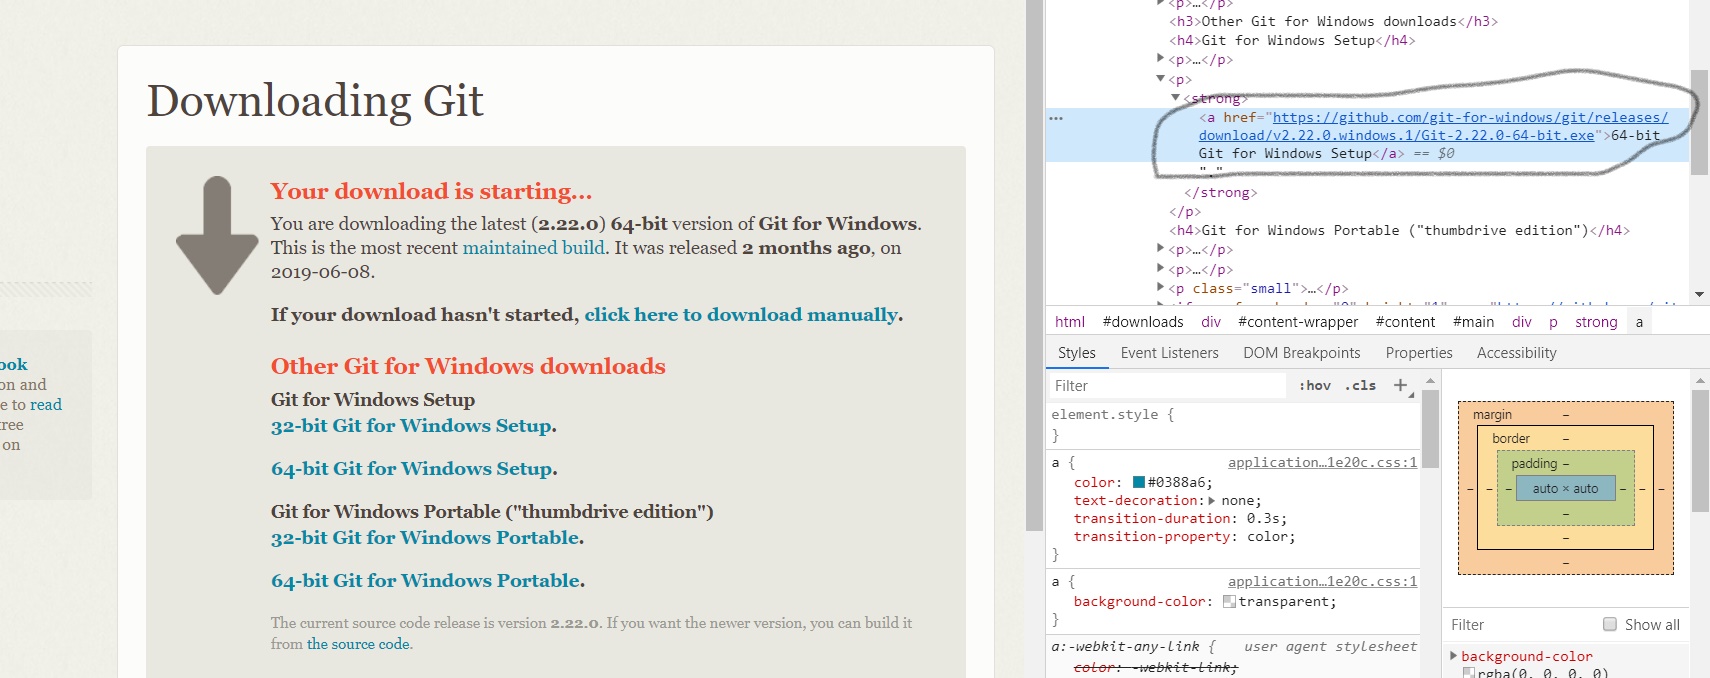 Downloading Git
Your download is starting...
You are downloading the latest (2.22.0) 64-bit version of Git for Windows.
This is the most recent maintained build. It was released 2 months ago, on
2019-06-08.
If your download hasn't started, click here to download manually.
Other Git for Windows downloads
Git for Windows Setup
32-bit Git for Windows Setup.
64-bit Git for Windows Setup.
Git for Windows Portable ("thumbdrive edition")
32-bit Git for Windows Portable.
64-bit Git for Windows Portable.
The current source code release is version 2.22.0. If you want the newer version, you can build it
from the source code.
ook
on and
e to read
ree
on
<p>…</p>
<h3>Other Git for Windows downloads</h3>
<h4>Git for Windows Setup</h4>
<p>…</p>
<p>
<strong>
<a href="https://github.com/git-for-windows/git/releases/
download/v2.22.0.windows.1/Git-2.22.0-64-bit.exe">64-bit
Git for Windows Setup</a> == $0
"."
</strong>
</p>
<h4>Git for Windows Portable ("thumbdrive edition")</h4>
<p>…</p>
<p>…</p>
<p class="small">…</p>
html #downloads div #content-wrapper #content #main div p strong a
Styles Event Listeners DOM Breakpoints Properties Accessibility
Filter :hov .cls +
element.style {
}
a { application…1e20c.css:1
color: #0388a6;
text-decoration: none;
transition-duration: 0.3s;
transition-property: color;
}
a { application…1e20c.css:1
background-color: transparent;
}
a:-webkit-any-link { user agent stylesheet
color: -webkit-link;
margin –
border –
padding –
– – – auto × auto – – –
–
–
–
Filter Show all
background-color
rgba(0, 0, 0, 0)